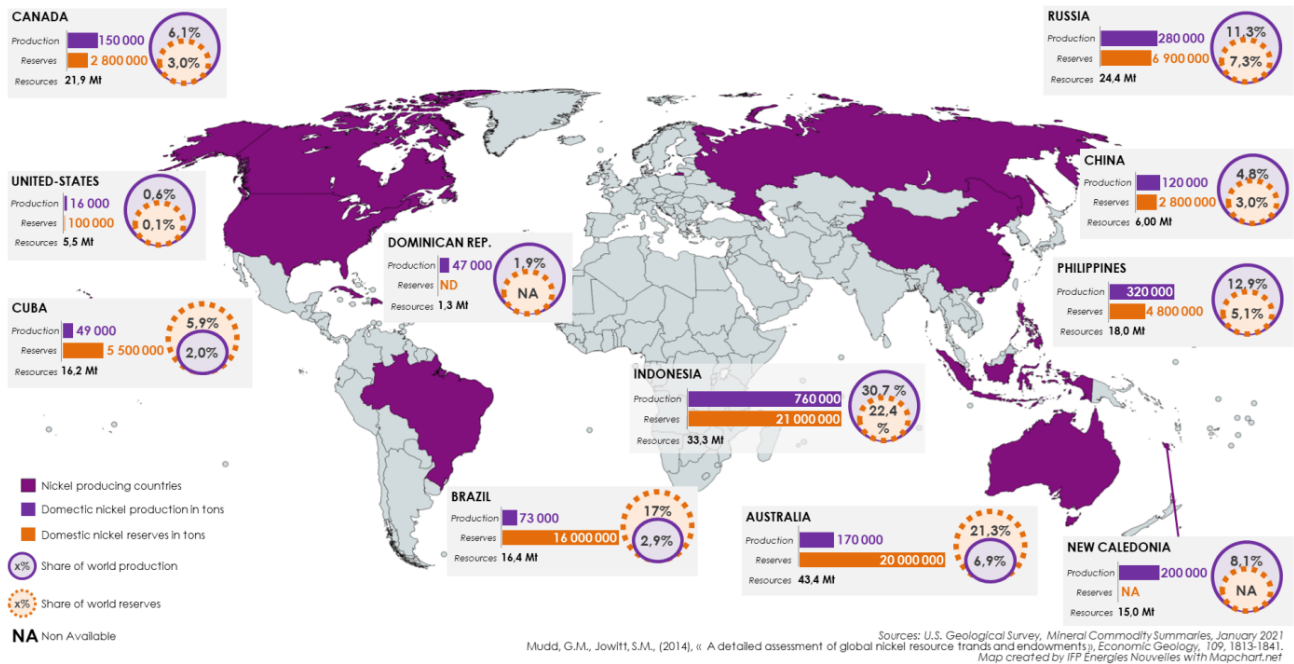 CANADA
Production 150 000
Reserves 2 800 000
Resources 21,9 Mt
6,1%
3,0%
RUSSIA
Production 280 000
Reserves 6 900 000
Resources 24,4 Mt
11,3%
7,3%
UNITED-STATES
Production 16 000
Reserves 100 000
Resources 5,5 Mt
0,6%
0,1%
CHINA
Production 120 000
Reserves 2 800 000
Resources 6,00 Mt
4,8%
3,0%
DOMINICAN REP.
Production 47 000
Reserves ND
Resources 1,3 Mt
1,9%
NA
PHILIPPINES
Production 320 000
Reserves 4 800 000
Resources 18,0 Mt
12,9%
5,1%
CUBA
Production 49 000
Reserves 5 500 000
Resources 16,2 Mt
5,9%
2,0%
INDONESIA
Production 760 000
Reserves 21 000 000
Resources 33,3 Mt
30,7 %
22,4
%
BRAZIL
Production 73 000
Reserves 16 000 000
Resources 16,4 Mt
17%
2,9%
AUSTRALIA
Production 170 000
Reserves 20 000 000
Resources 43,4 Mt
21,3%
6,9%
NEW CALEDONIA
Production 200 000
Reserves NA
Resources 15,0 Mt
8,1%
NA
Nickel producing countries
Domestic nickel production in tons
Domestic nickel reserves in tons
x% Share of world production
x% Share of world reserves
NA Non Available
Sources: U.S. Geological Survey, Mineral Commodity Summaries, January 2021
Mudd, G.M., Jowitt, S.M., (2014), « A detailed assessment of global nickel resource trands and endowments », Economic Geology, 109, 1813-1841.
Map created by IFP Energies Nouvelles with Mapchart.net